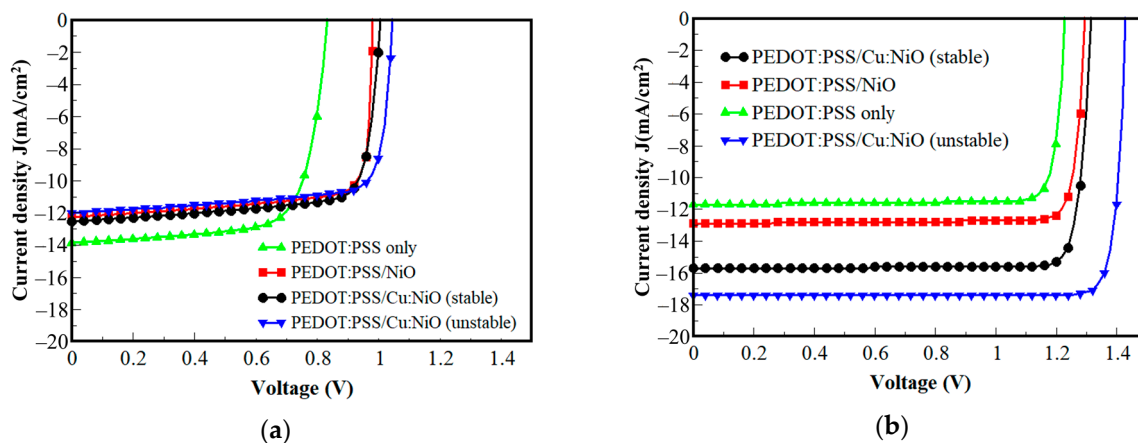 0
−2
−4
−6
−8
−10
−12
−14
−16
−18
−20
Current density J(mA/cm²)
PEDOT:PSS only
PEDOT:PSS/NiO
PEDOT:PSS/Cu:NiO (stable)
PEDOT:PSS/Cu:NiO (unstable)
0 0.2 0.4 0.6 0.8 1 1.2 1.4
Voltage (V)
(a)
0
−2
−4
−6
−8
−10
−12
−14
−16
−18
−20
Current density J(mA/cm²)
PEDOT:PSS/Cu:NiO (stable)
PEDOT:PSS/NiO
PEDOT:PSS only
PEDOT:PSS/Cu:NiO (unstable)
0 0.2 0.4 0.6 0.8 1 1.2 1.4
Voltage (V)
(b)